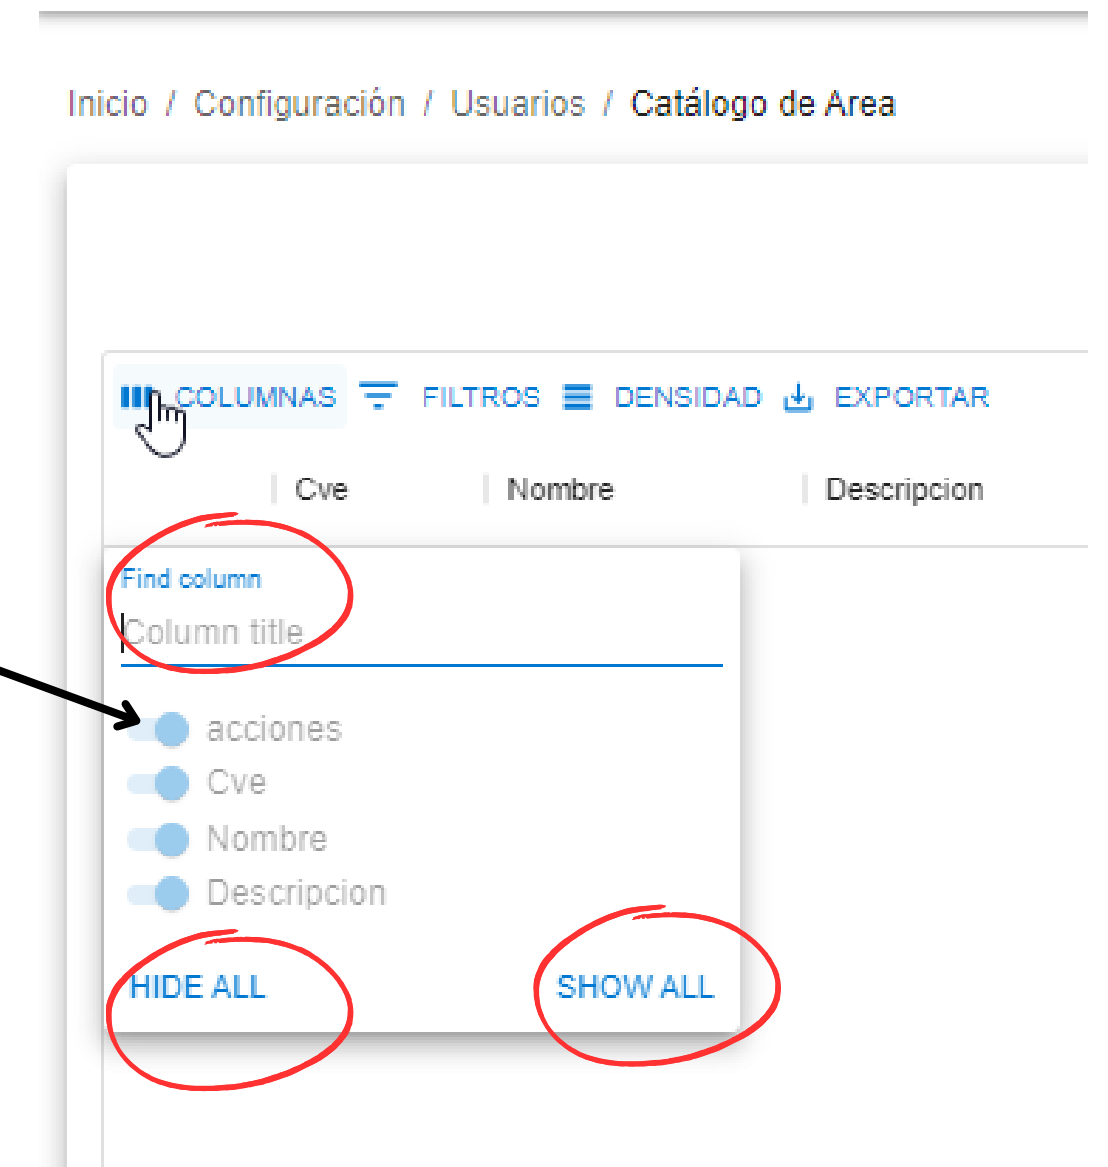 Inicio / Configuración / Usuarios / Catálogo de Area
COLUMNAS FILTROS DENSIDAD EXPORTAR
Cve Nombre Descripcion
Find column
Column title
acciones
Cve
Nombre
Descripcion
HIDE ALL SHOW ALL